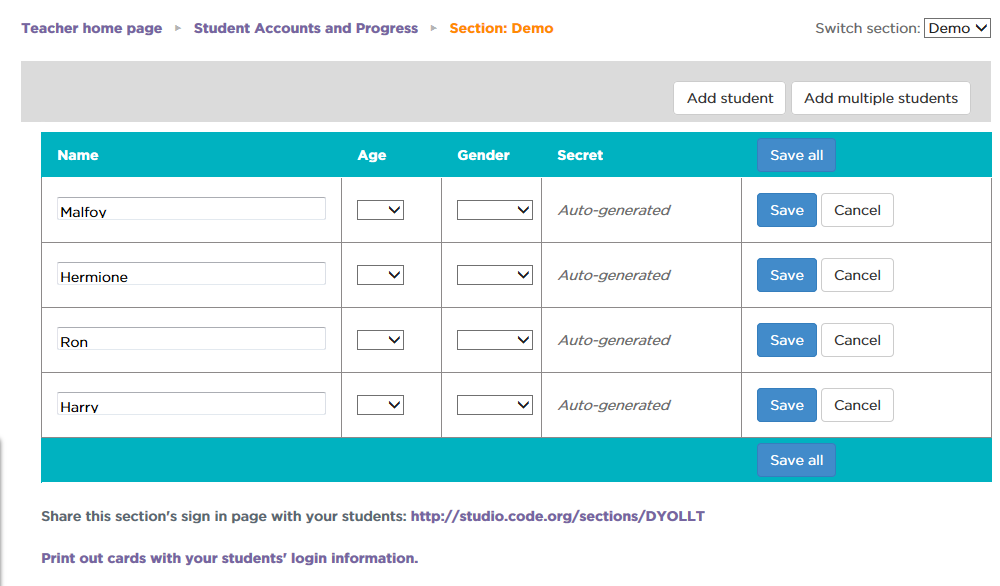 Teacher home page ▸ Student Accounts and Progress ▸ Section: Demo Switch section: Demo
Add student Add multiple students
Name Age Gender Secret Save all
Malfoy Auto-generated Save Cancel
Hermione Auto-generated Save Cancel
Ron Auto-generated Save Cancel
Harry Auto-generated Save Cancel
Save all
Share this section's sign in page with your students: http://studio.code.org/sections/DYOLLT
Print out cards with your students' login information.